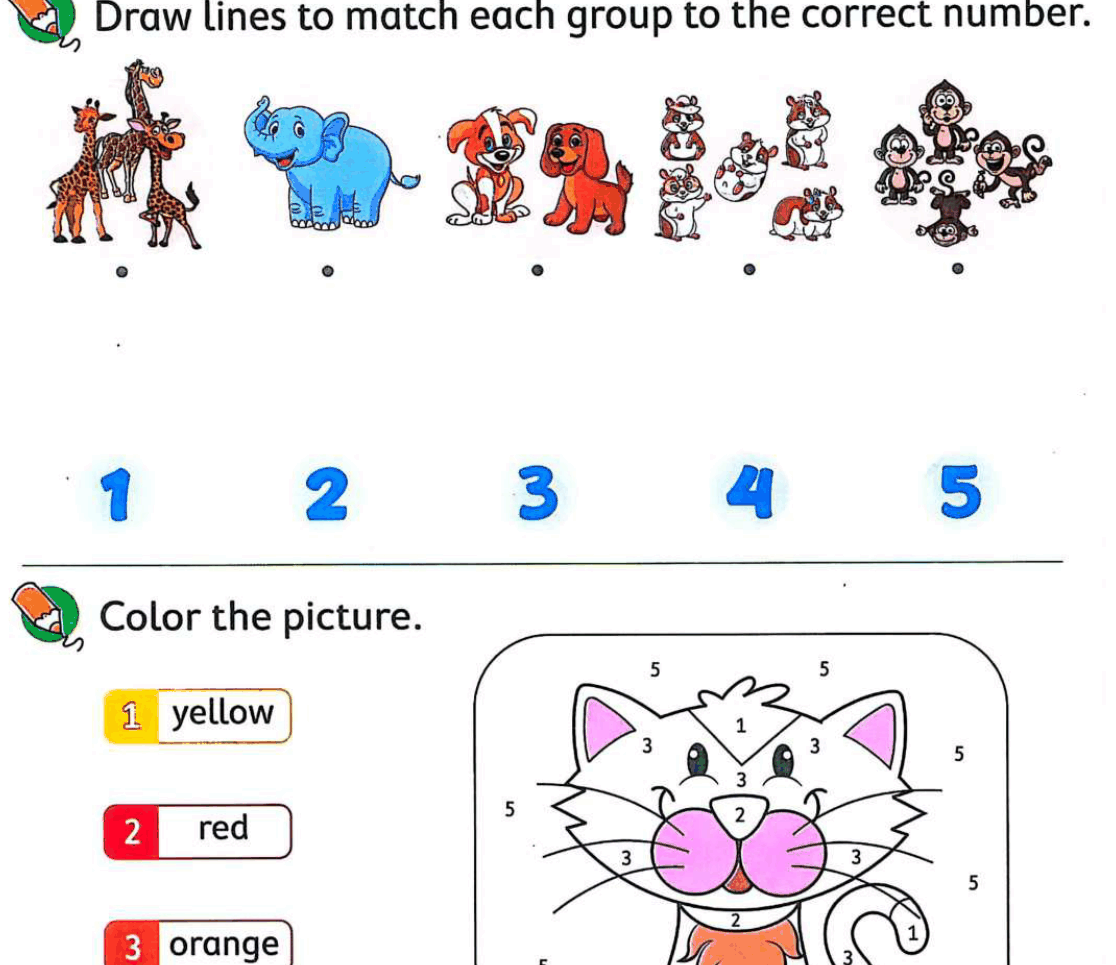 Draw lines to match each group to the correct number.
1 2 3 4 5
Color the picture.
5 5
1 yellow
1
3 3
5
3
5
2
2 red
3 3
5
2
1
3 orange
3